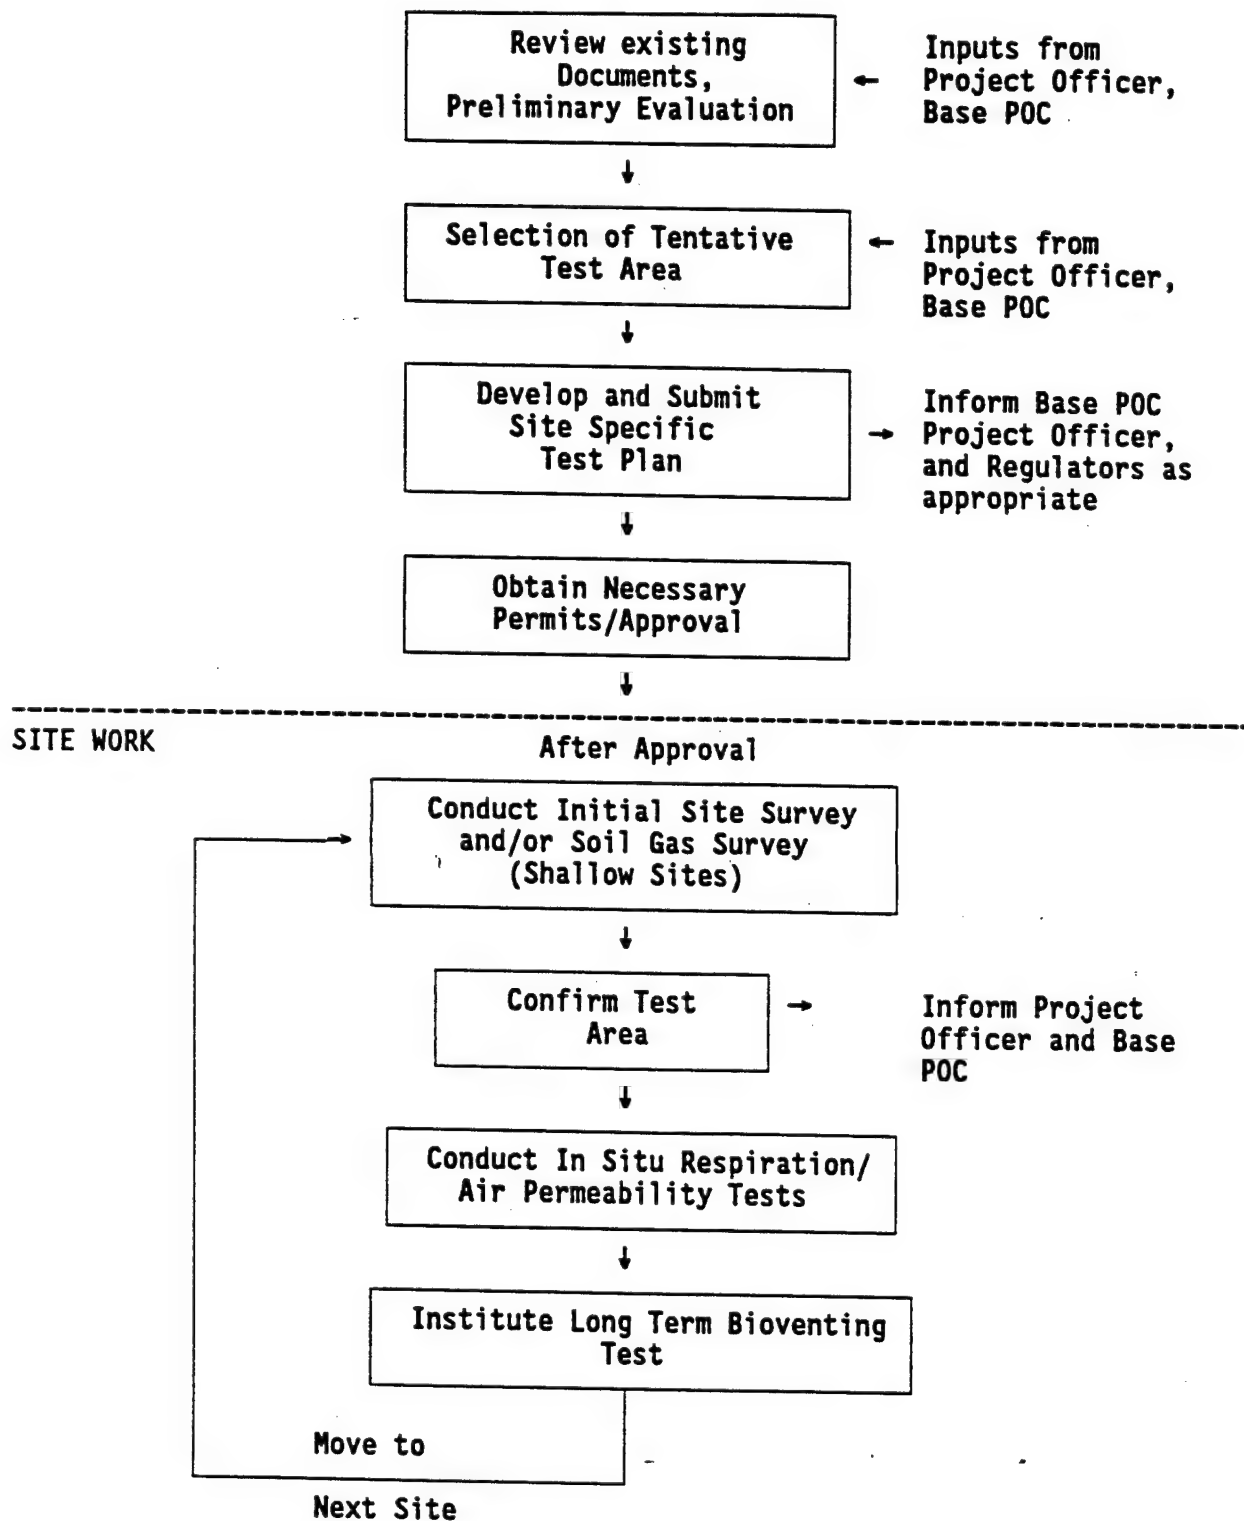 Review existing
Documents,
Preliminary Evaluation
Inputs from
Project Officer,
Base POC
Selection of Tentative
Test Area
Inputs from
Project Officer,
Base POC
Develop and Submit
Site Specific
Test Plan
Inform Base POC
Project Officer,
and Regulators as
appropriate
Obtain Necessary
Permits/Approval
SITE WORK
After Approval
Conduct Initial Site Survey
and/or Soil Gas Survey
(Shallow Sites)
Confirm Test
Area
Inform Project
Officer and Base
POC
Conduct In Situ Respiration/
Air Permeability Tests
Institute Long Term Bioventing
Test
Move to
Next Site